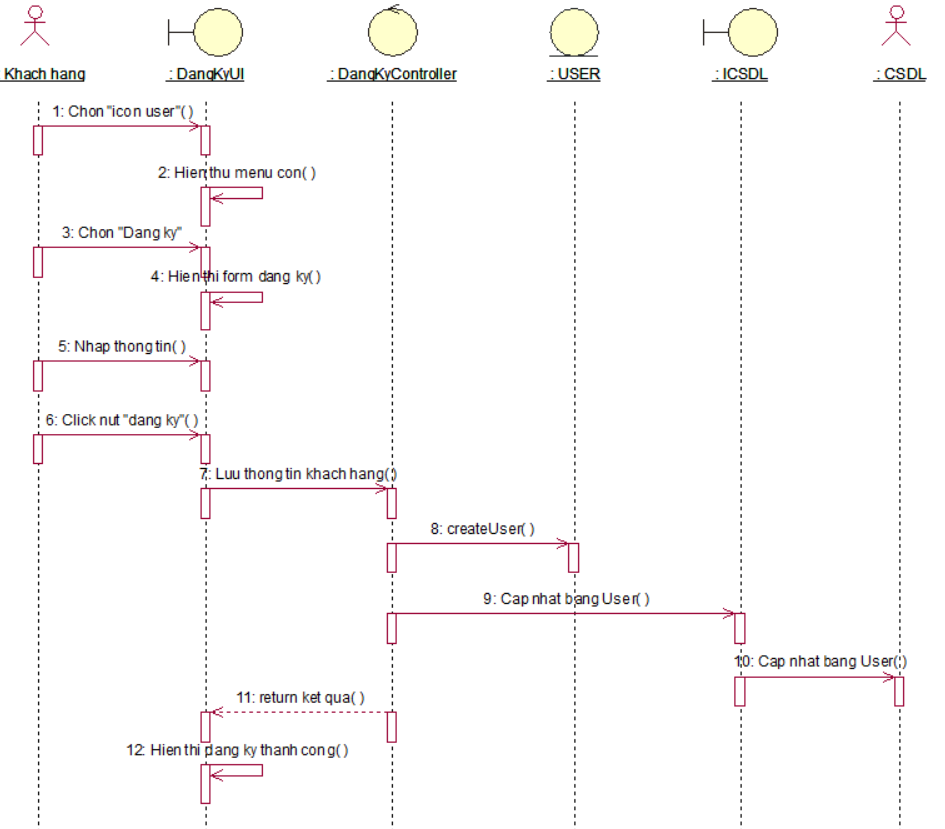 Khach hang
: DangKyUI
: DangKyController
: USER
: ICSDL
: CSDL
1: Chon "icon user"( )
2: Hien thu menu con( )
3: Chon "Dang ky"
4: Hien thi form dang ky( )
5: Nhap thong tin( )
6: Click nut "dang ky"( )
7: Luu thong tin khach hang( )
8: createUser( )
9: Cap nhat bang User( )
10: Cap nhat bang User( )
11: return ket qua( )
12: Hien thi dang ky thanh cong( )